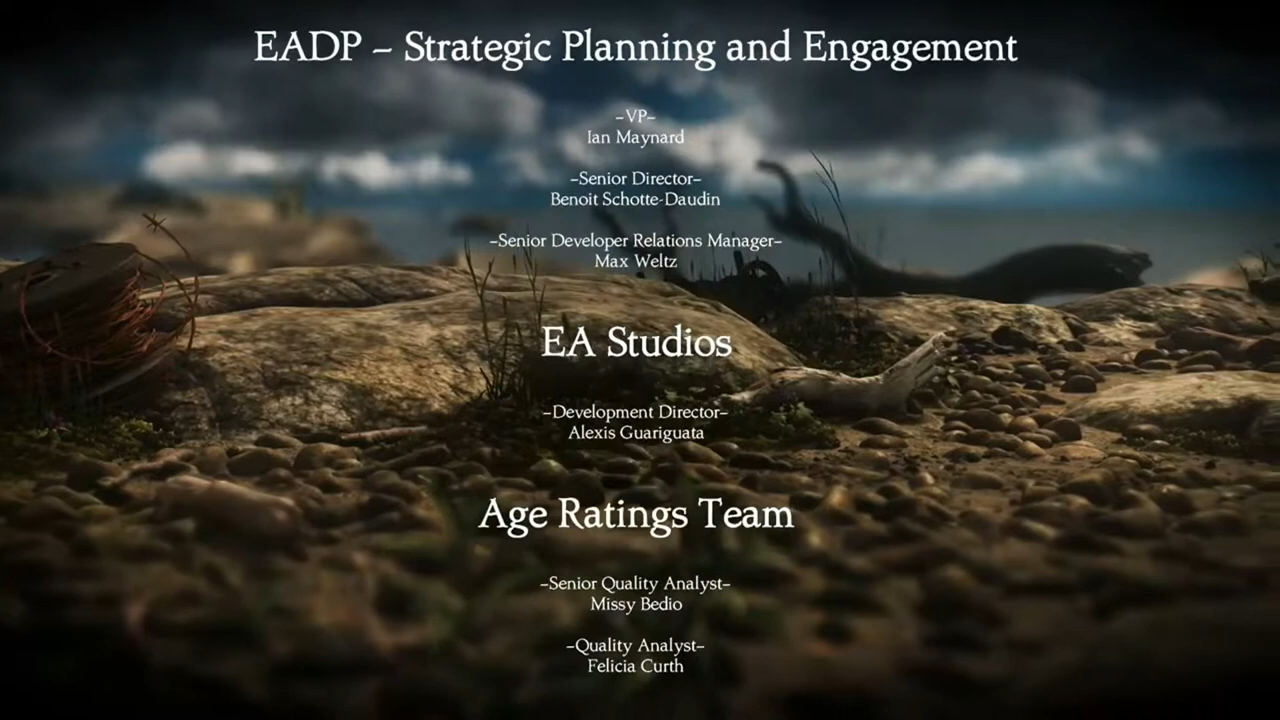 EADP – Strategic Planning and Engagement
–VP–
Ian Maynard
–Senior Director–
Benoit Schotte-Daudin
–Senior Developer Relations Manager–
Max Weltz
EA Studios
–Development Director–
Alexis Guariguata
Age Ratings Team
–Senior Quality Analyst–
Missy Bedio
–Quality Analyst–
Felicia Curth